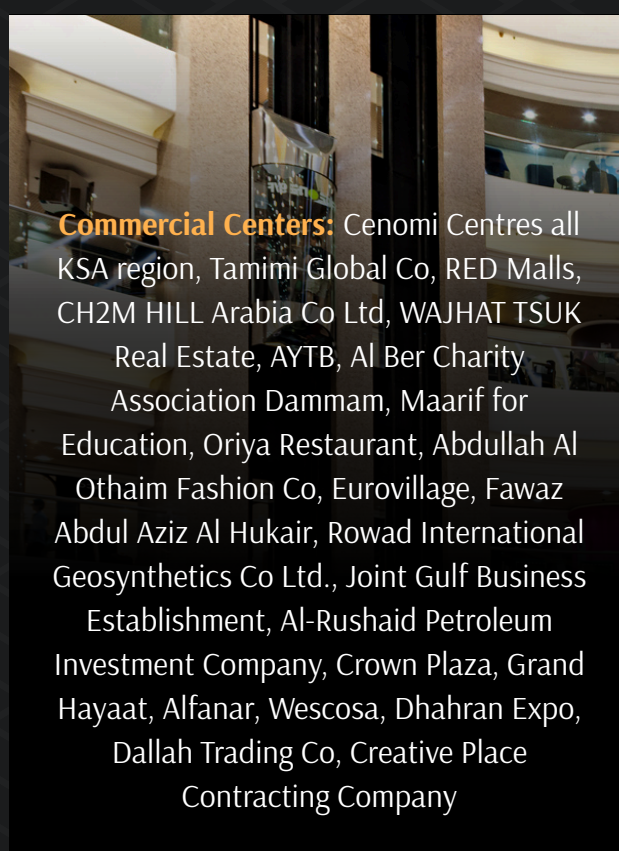 Commercial Centers: Cenomi Centres all
KSA region, Tamimi Global Co, RED Malls,
CH2M HILL Arabia Co Ltd, WAJHAT TSUK
Real Estate, AYTB, Al Ber Charity
Association Dammam, Maarif for
Education, Oriya Restaurant, Abdullah Al
Othaim Fashion Co, Eurovillage, Fawaz
Abdul Aziz Al Hukair, Rowad International
Geosynthetics Co Ltd., Joint Gulf Business
Establishment, Al-Rushaid Petroleum
Investment Company, Crown Plaza, Grand
Hayaat, Alfanar, Wescosa, Dhahran Expo,
Dallah Trading Co, Creative Place
Contracting Company